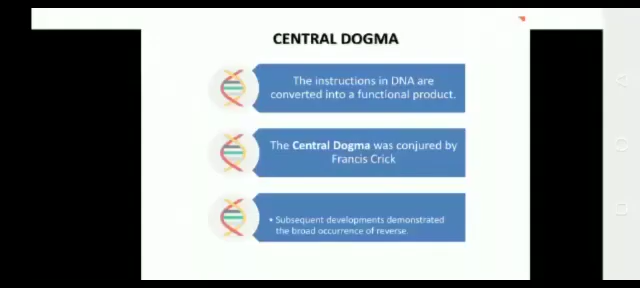 CENTRAL DOGMA
The instructions in DNA are
converted into a functional product.
The Central Dogma was conjured by
Francis Crick
• Subsequent developments demonstrated
the broad occurrence of reverse.